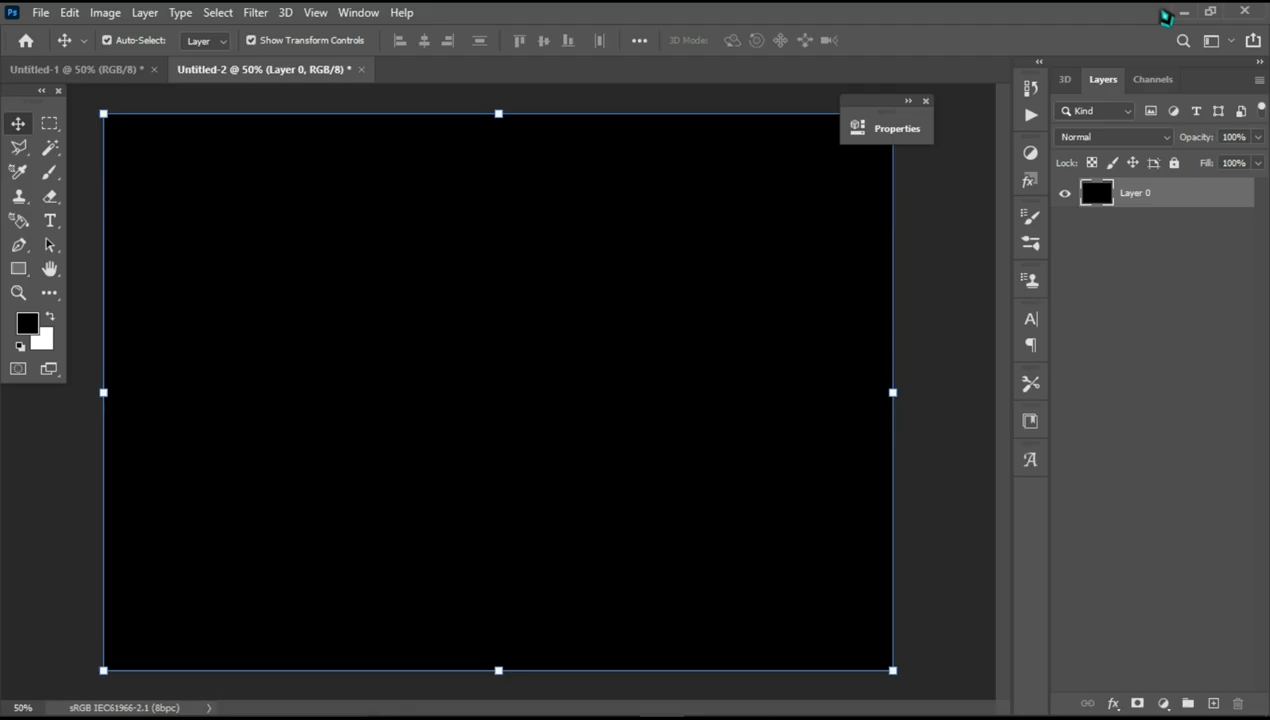 Ps File Edit Image Layer Type Select Filter 3D View Window Help
Auto-Select: Layer Show Transform Controls 3D Mode:
Untitled-1 @ 50% (RGB/8) * × Untitled-2 @ 50% (Layer 0, RGB/8) * ×
3D Layers Channels
Properties
Kind
Normal Opacity: 100%
Lock: Fill: 100%
Layer 0
50% sRGB IEC61966-2.1 (8bpc)